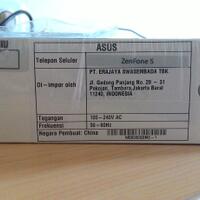 ASUS
Telepon Seluler
ZenFone 5
PT. ERAJAYA SWASEMBADA TBK.
Di-impor oleh
Jl. Gedong Panjang No. 29 - 31
Pekojan, Tambora, Jakarta Barat
11240, INDONESIA
Tegangan
100-240V AC
Frekuensi
50-60Hz
Negara Pembuat: China